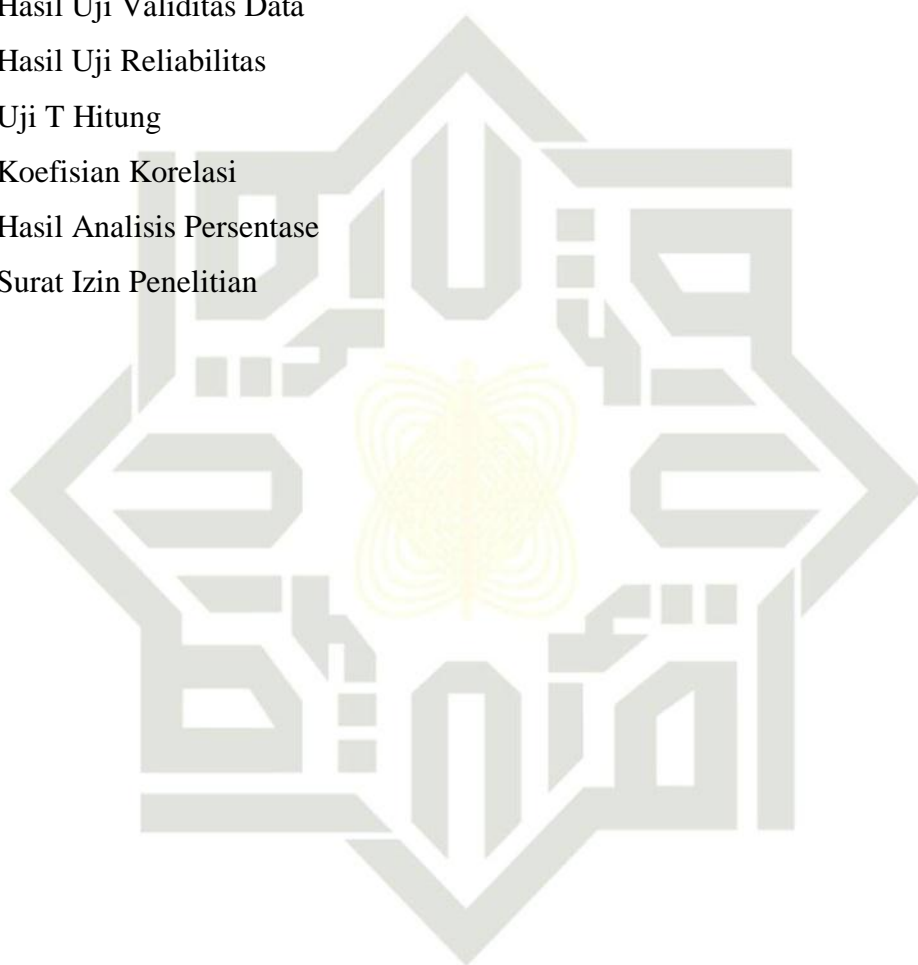 Hasil Uji Validitas Data
Hasil Uji Reliabilitas
Uji T Hitung
Koefisian Korelasi
Hasil Analisis Persentase
Surat Izin Penelitian